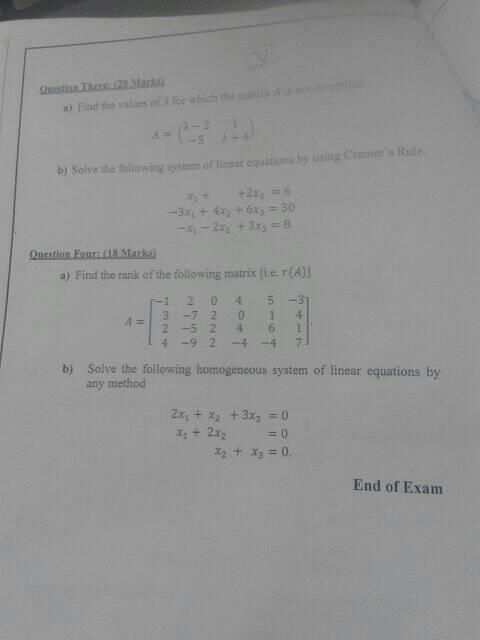 Question Three: (20 Marks)
a) Find the values of λ for which the matrix A is not invertible.
A = (λ − 2 1
−5 λ + 4).
b) Solve the following system of linear equations by using Cramer's Rule.
x₁ + +2x₃ = 6
−3x₁ + 4x₂ + 6x₃ = 30
−x₁ − 2x₂ + 3x₃ = 8.
Question Four: (18 Marks)
a) Find the rank of the following matrix [i.e. r(A)]
A = [−1 2 0 4 5 −3
3 −7 2 0 1 4
2 −5 2 4 6 1
4 −9 2 −4 −4 7].
b) Solve the following homogeneous system of linear equations by
any method
2x₁ + x₂ + 3x₃ = 0
x₁ + 2x₂ = 0
x₂ + x₃ = 0.
End of Exam